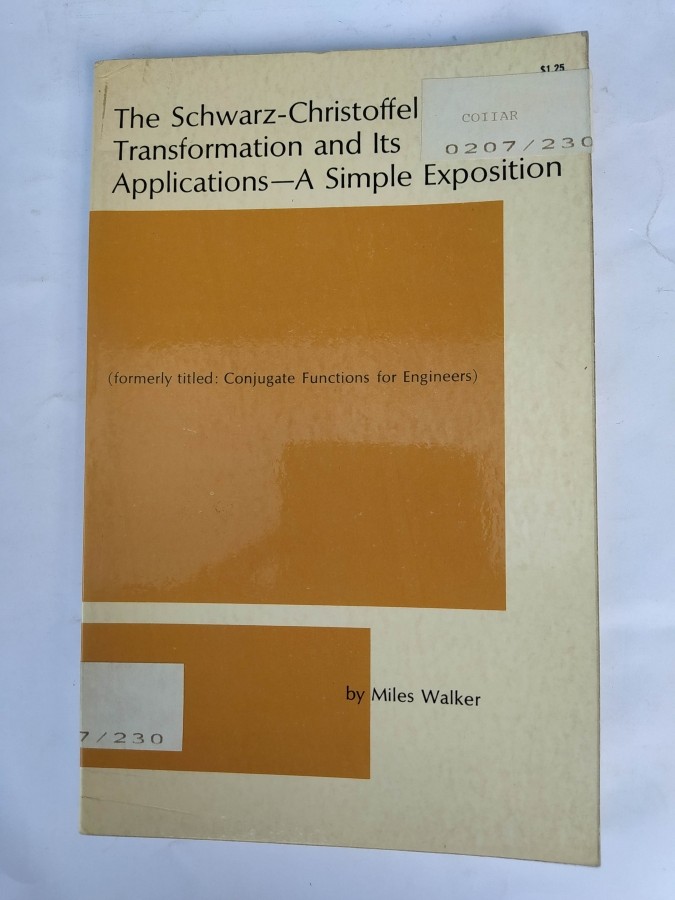 $1.25
The Schwarz-Christoffel
Transformation and Its
Applications—A Simple Exposition
COIIAR
0207/230
(formerly titled: Conjugate Functions for Engineers)
by Miles Walker
7/230